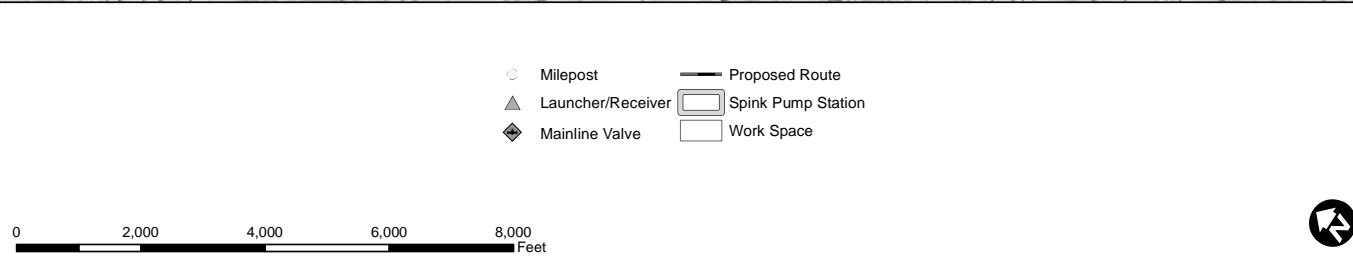 Milepost Proposed Route
Launcher/Receiver Spink Pump Station
Mainline Valve Work Space
0 2,000 4,000 6,000 8,000
Feet
N